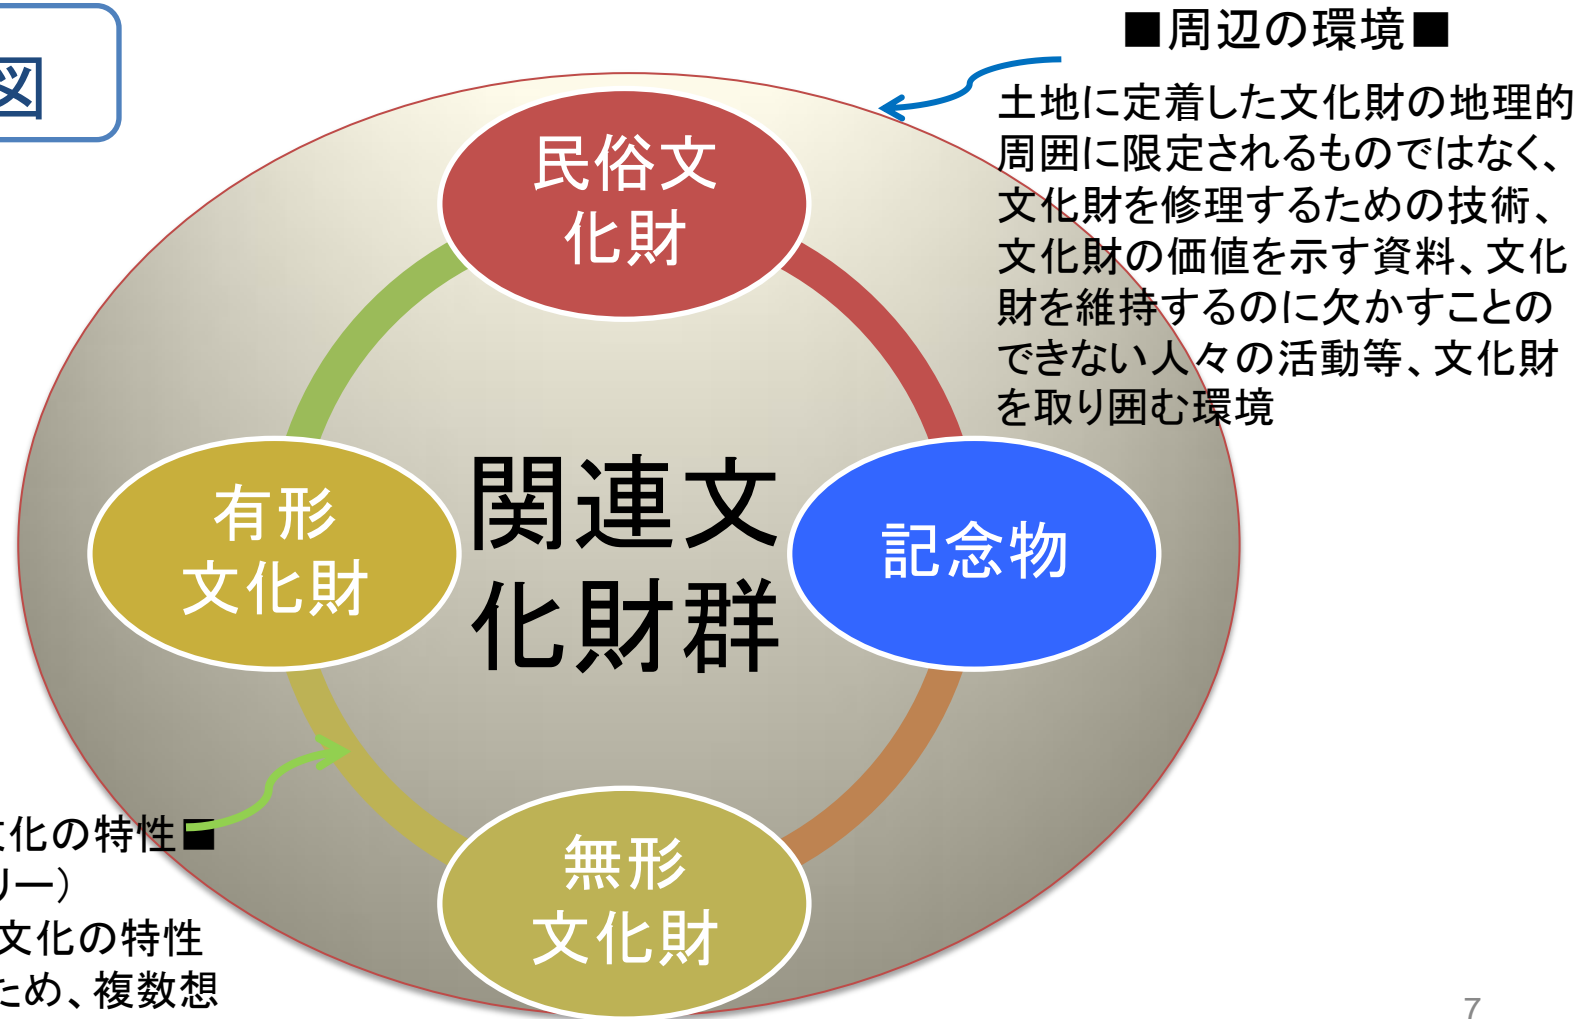 図
■周辺の環境■
土地に定着した文化財の地理的
周囲に限定されるものではなく、
文化財を修理するための技術、
文化財の価値を示す資料、文化
財を維持するのに欠かすことの
できない人々の活動等、文化財
を取り囲む環境
民俗文
化財
有形
文化財
関連文
化財群
記念物
無形
文化財
文化の特性■
リー）
文化の特性
ため、複数想
7